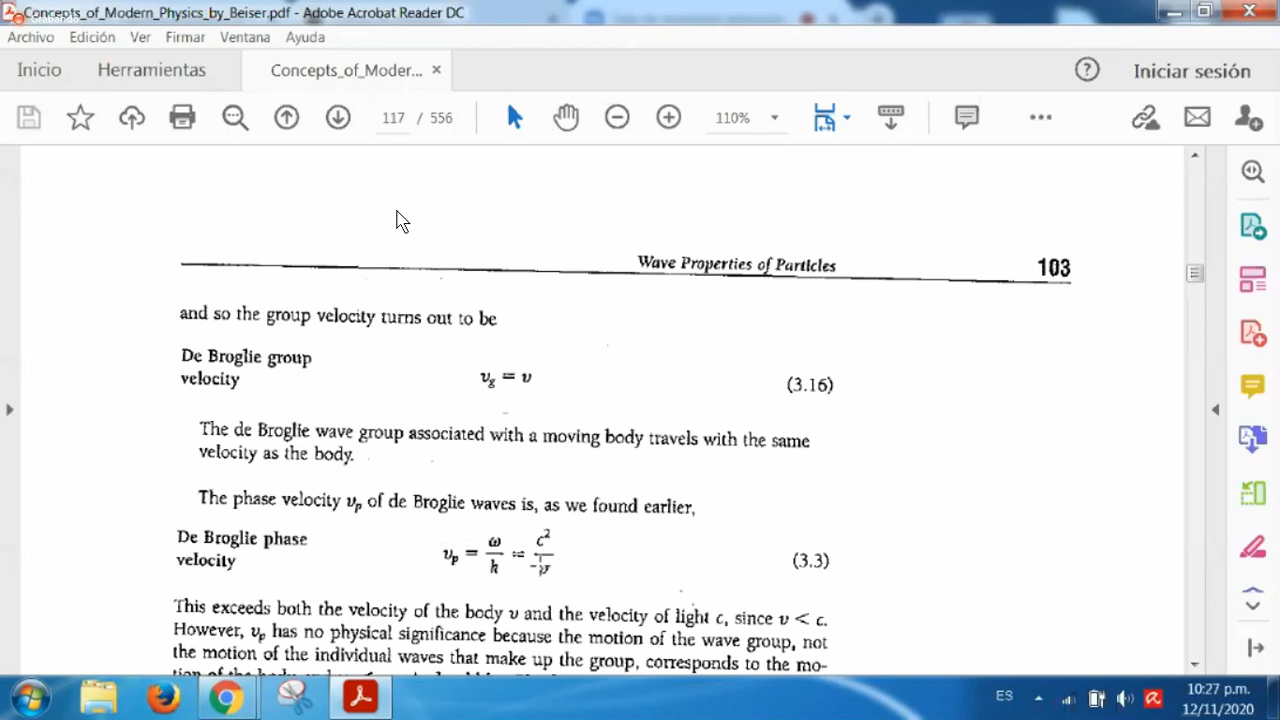 Concepts_of_Modern_Physics_by_Beiser.pdf - Adobe Acrobat Reader DC
Archivo Edición Ver Firmar Ventana Ayuda
Inicio Herramientas Concepts_of_Moder... × Iniciar sesión
117 / 556 110%
Wave Properties of Particles 103
and so the group velocity turns out to be
De Broglie group
velocity
υg = υ (3.16)
The de Broglie wave group associated with a moving body travels with the same
velocity as the body.
The phase velocity υp of de Broglie waves is, as we found earlier,
De Broglie phase
velocity
υp = ω/k = c²/υ (3.3)
This exceeds both the velocity of the body υ and the velocity of light c, since υ < c.
However, υp has no physical significance because the motion of the wave group, not
the motion of the individual waves that make up the group, corresponds to the mo-
ES 10:27 p.m.
12/11/2020